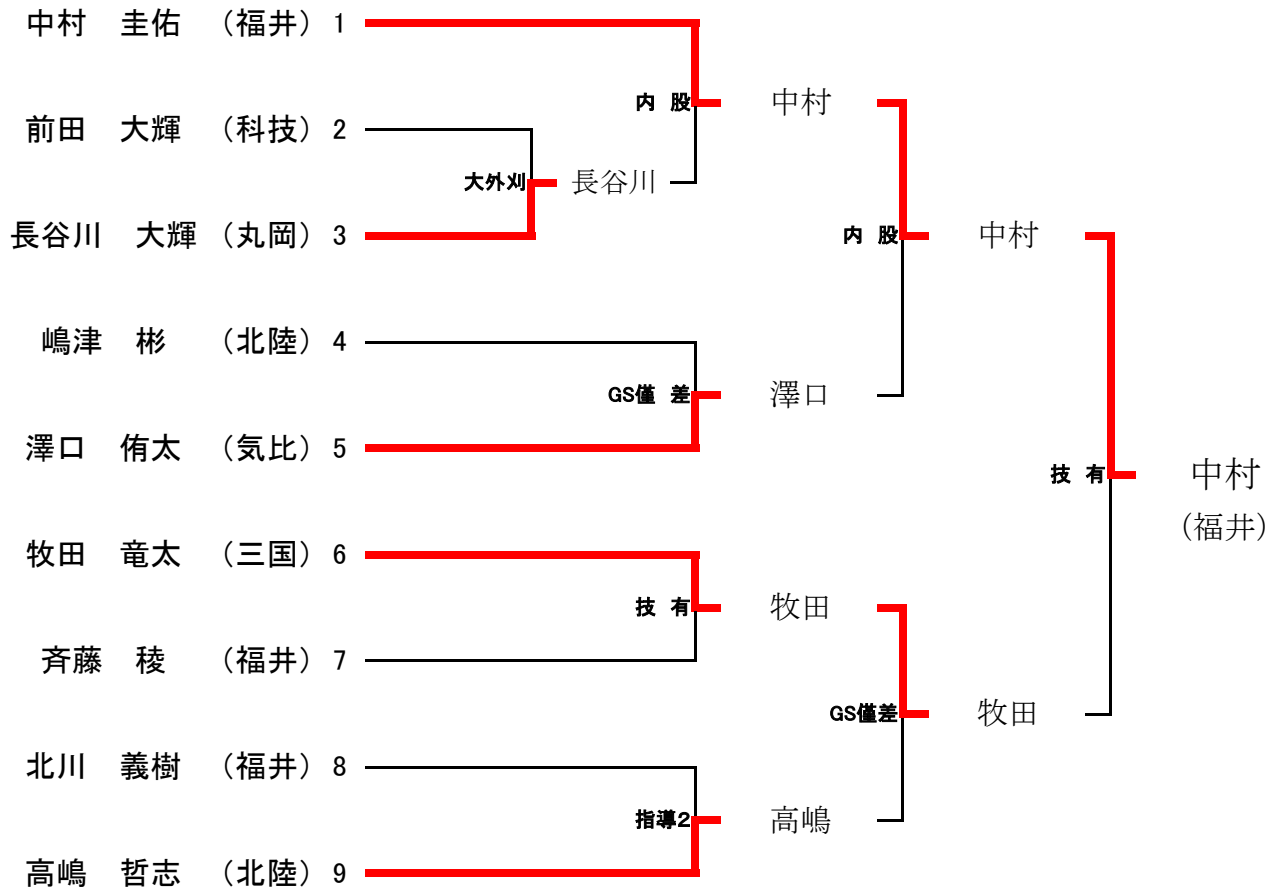 中村　圭佑　（福井）　1
内　股
中村
前田　大輝　（科技）　2
大外刈
長谷川
長谷川　大輝　（丸岡）　3
内　股
中村
嶋津　彬　（北陸）　4
GS僅　差
澤口
澤口　侑太　（気比）　5
技　有
中村
（福井）
牧田　竜太　（三国）　6
技　有
牧田
斉藤　稜　（福井）　7
GS僅差
牧田
北川　義樹　（福井）　8
指導2
高嶋
高嶋　哲志　（北陸）　9